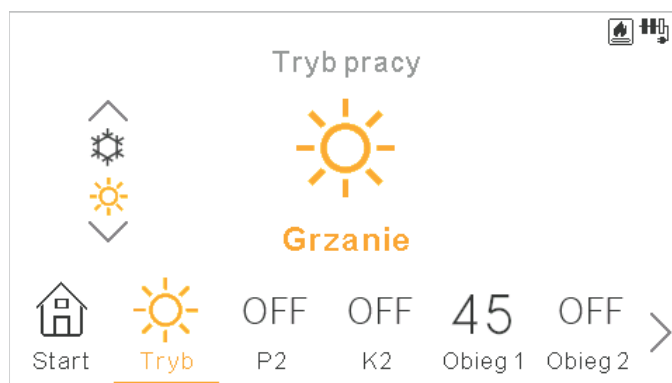 Tryb pracy
Grzanie
OFF OFF 45 OFF
Start Tryb P2 K2 Obieg 1 Obieg 2